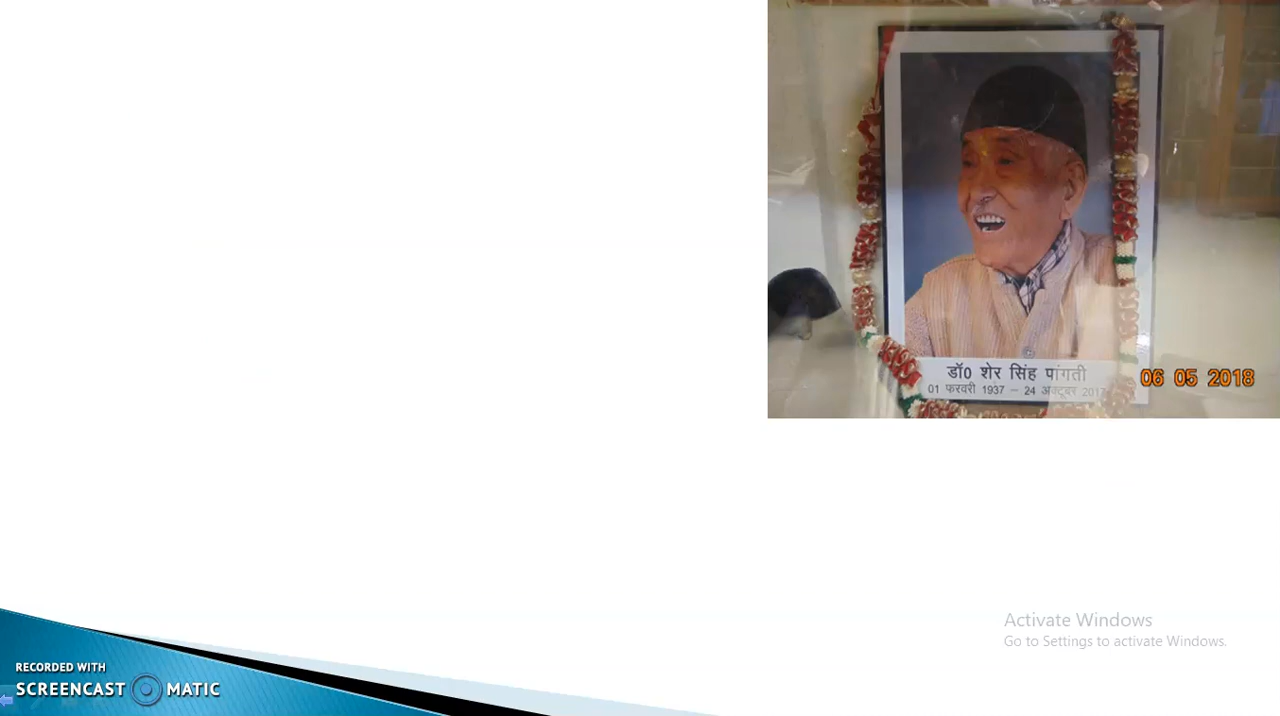 डॉ0 शेर सिंह पांगती
01 फरवरी 1937 – 24 अक्टूबर
06 05 2018
Activate Windows
Go to Settings to activate Windows.
RECORDED WITH
SCREENCAST MATIC